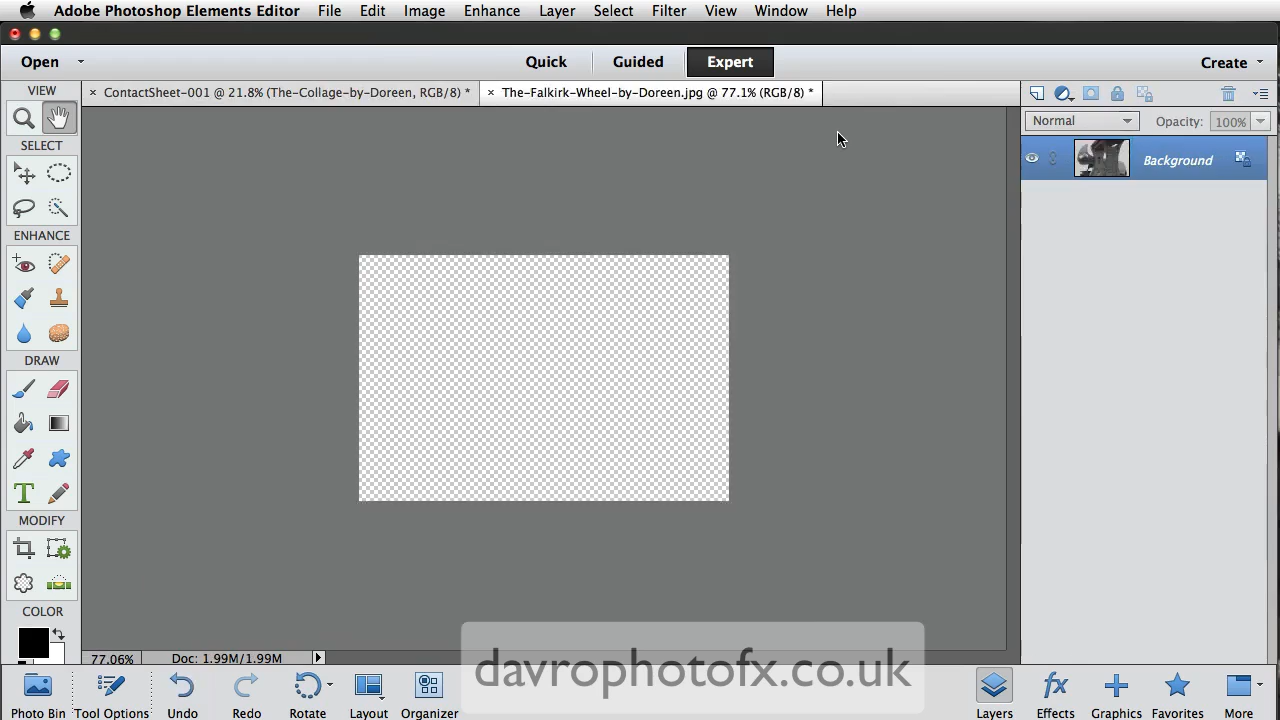 Adobe Photoshop Elements Editor File Edit Image Enhance Layer Select Filter View Window Help
Open Quick Guided Expert Create
VIEW
× ContactSheet-001 @ 21.8% (The-Collage-by-Doreen, RGB/8) * × The-Falkirk-Wheel-by-Doreen.jpg @ 77.1% (RGB/8) *
Normal Opacity: 100%
SELECT
Background
ENHANCE
DRAW
T
MODIFY
COLOR
77.06% Doc: 1.99M/1.99M
davrophotofx.co.uk
fx
Photo Bin Tool Options Undo Redo Rotate Layout Organizer Layers Effects Graphics Favorites More